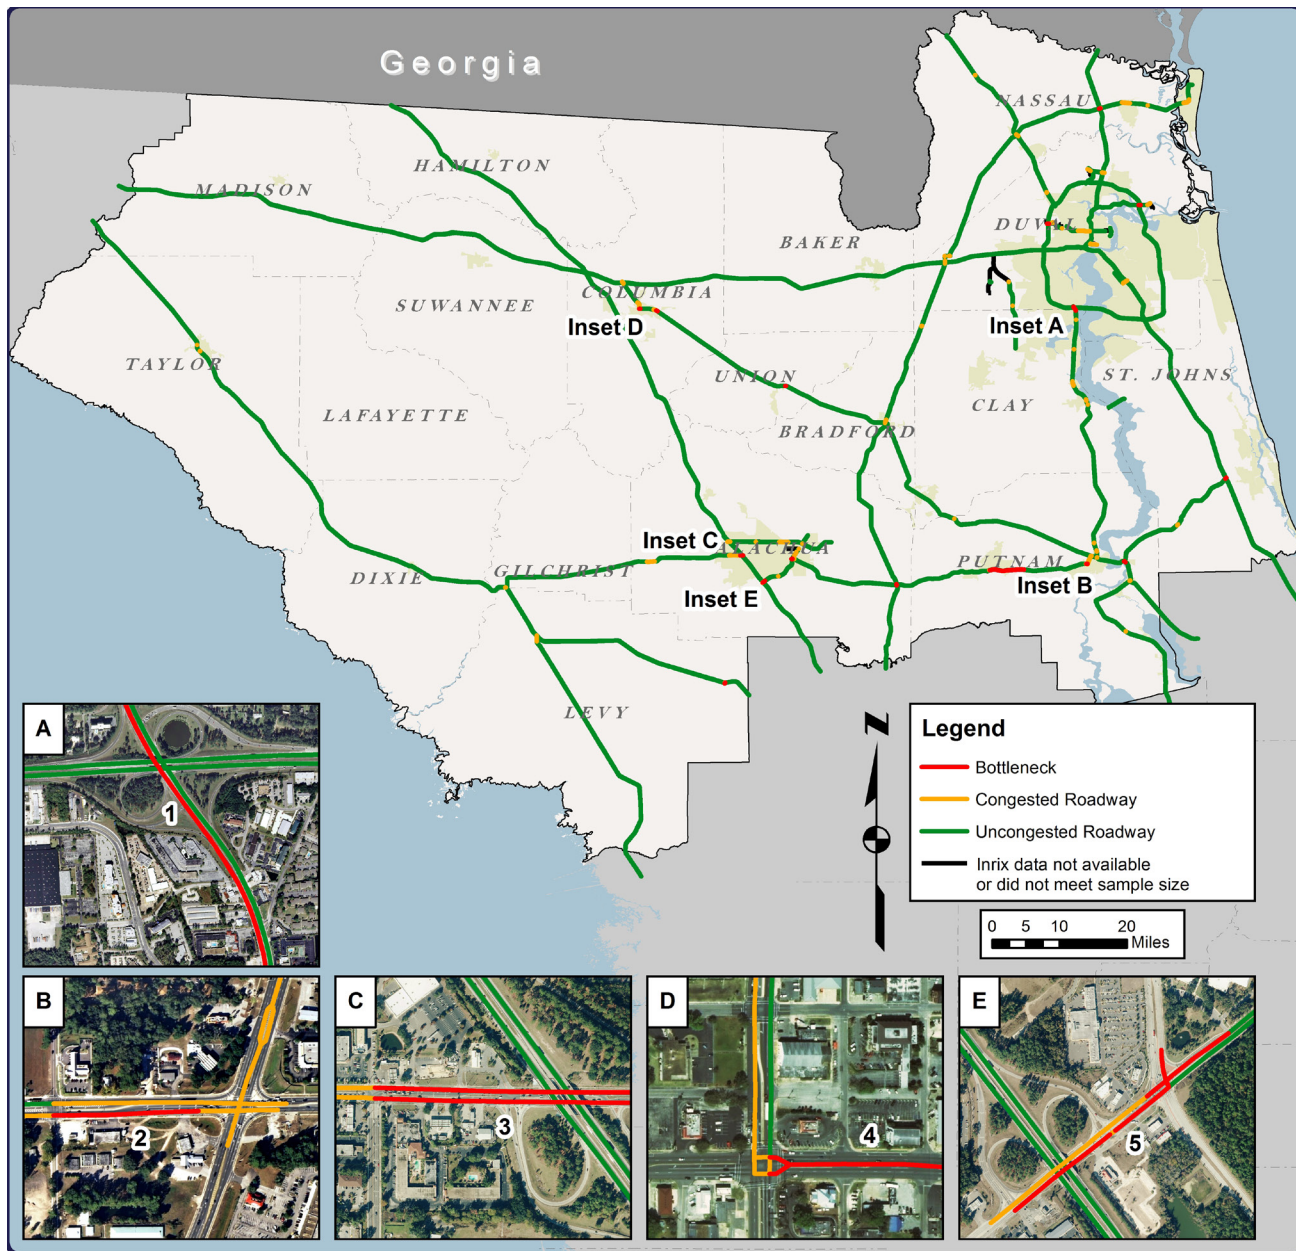 Georgia
NASSAU
HAMILTON
MADISON
DUVAL
BAKER
COLUMBIA
SUWANNEE
Inset D
Inset A
TAYLOR
UNION
ST. JOHNS
LAFAYETTE
CLAY
BRADFORD
Inset C
ALACHUA
PUTNAM
DIXIE
GILCHRIST
Inset B
Inset E
LEVY
A
1
N
Legend
Bottleneck
Congested Roadway
Uncongested Roadway
Inrix data not available
or did not meet sample size
0 5 10 20
Miles
B
2
C
3
D
4
E
5